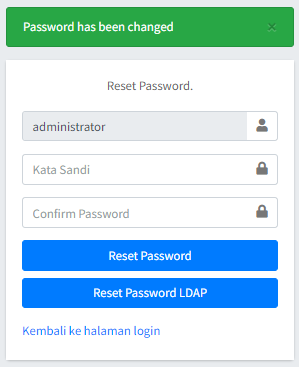 Password has been changed ×
Reset Password.
administrator
Kata Sandi
Confirm Password
Reset Password
Reset Password LDAP
Kembali ke halaman login